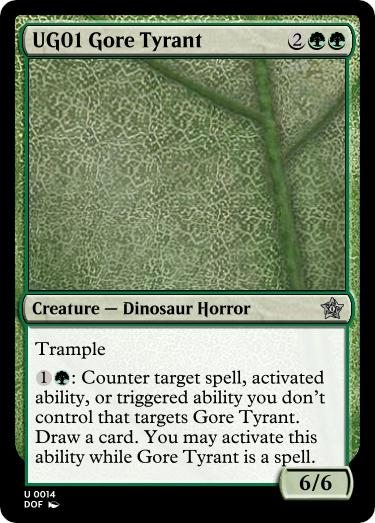 UG01 Gore Tyrant 2
Creature — Dinosaur Horror
Trample
1 : Counter target spell, activated
ability, or triggered ability you don't
control that targets Gore Tyrant.
Draw a card. You may activate this
ability while Gore Tyrant is a spell.
6/6
U 0014
DOF